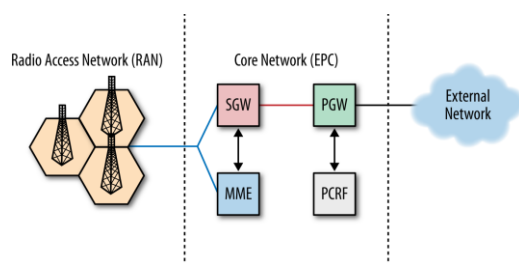 Radio Access Network (RAN)
Core Network (EPC)
SGW
PGW
External
Network
MME
PCRF